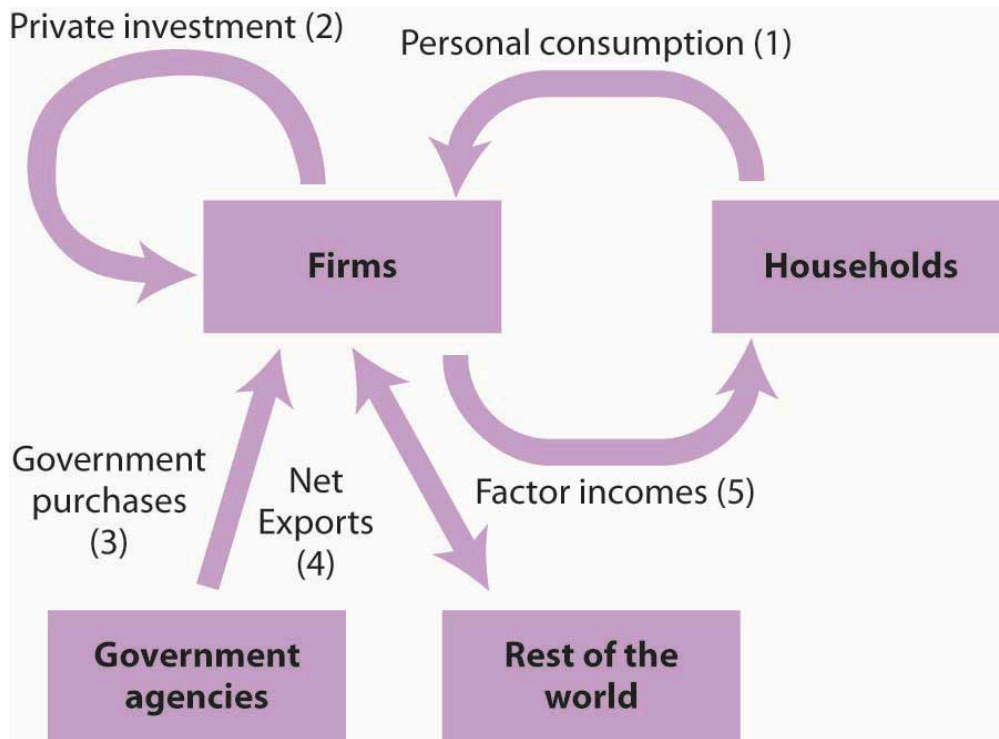 Private investment (2)
Personal consumption (1)
Firms
Households
Government
purchases
(3)
Net
Exports
(4)
Factor incomes (5)
Government
agencies
Rest of the
world